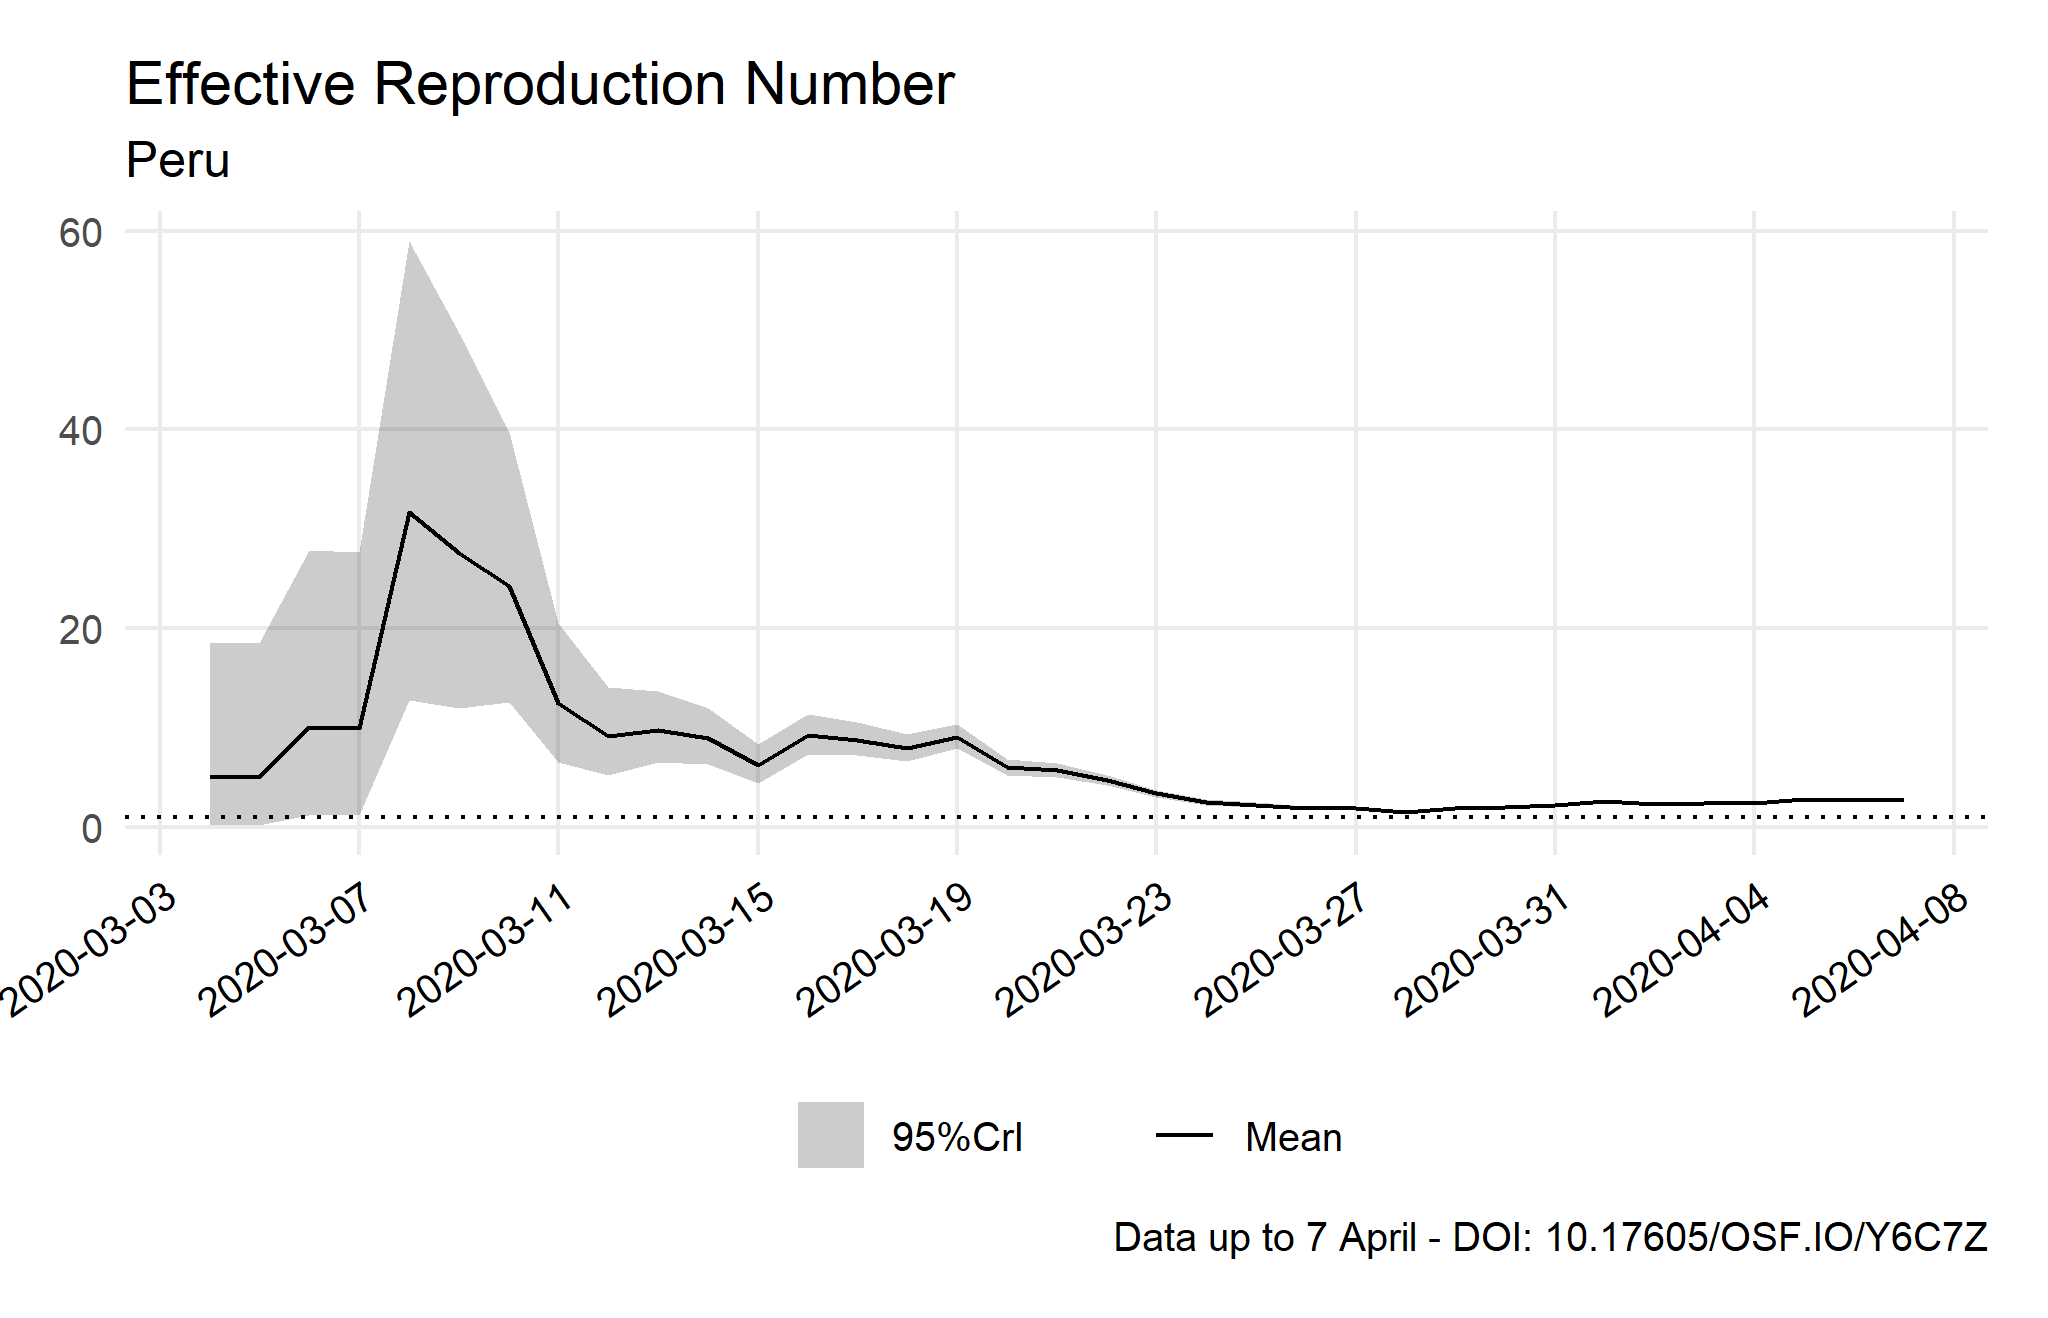 Effective Reproduction Number
Peru
60
40
20
0
2020-03-03
2020-03-07
2020-03-11
2020-03-15
2020-03-19
2020-03-23
2020-03-27
2020-03-31
2020-04-04
2020-04-08
95%CrI
Mean
Data up to 7 April - DOI: 10.17605/OSF.IO/Y6C7Z